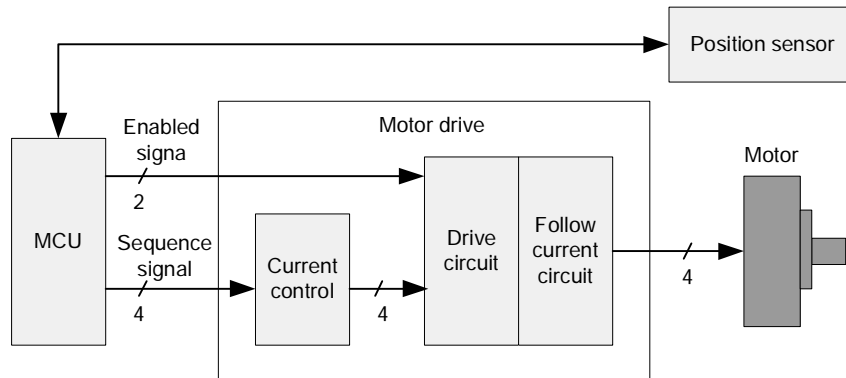 Position sensor
Enabled
signa
Motor drive
2
Motor
MCU
Sequence
signal
4
Current
control
4
Drive
circuit
Follow
current
circuit
4